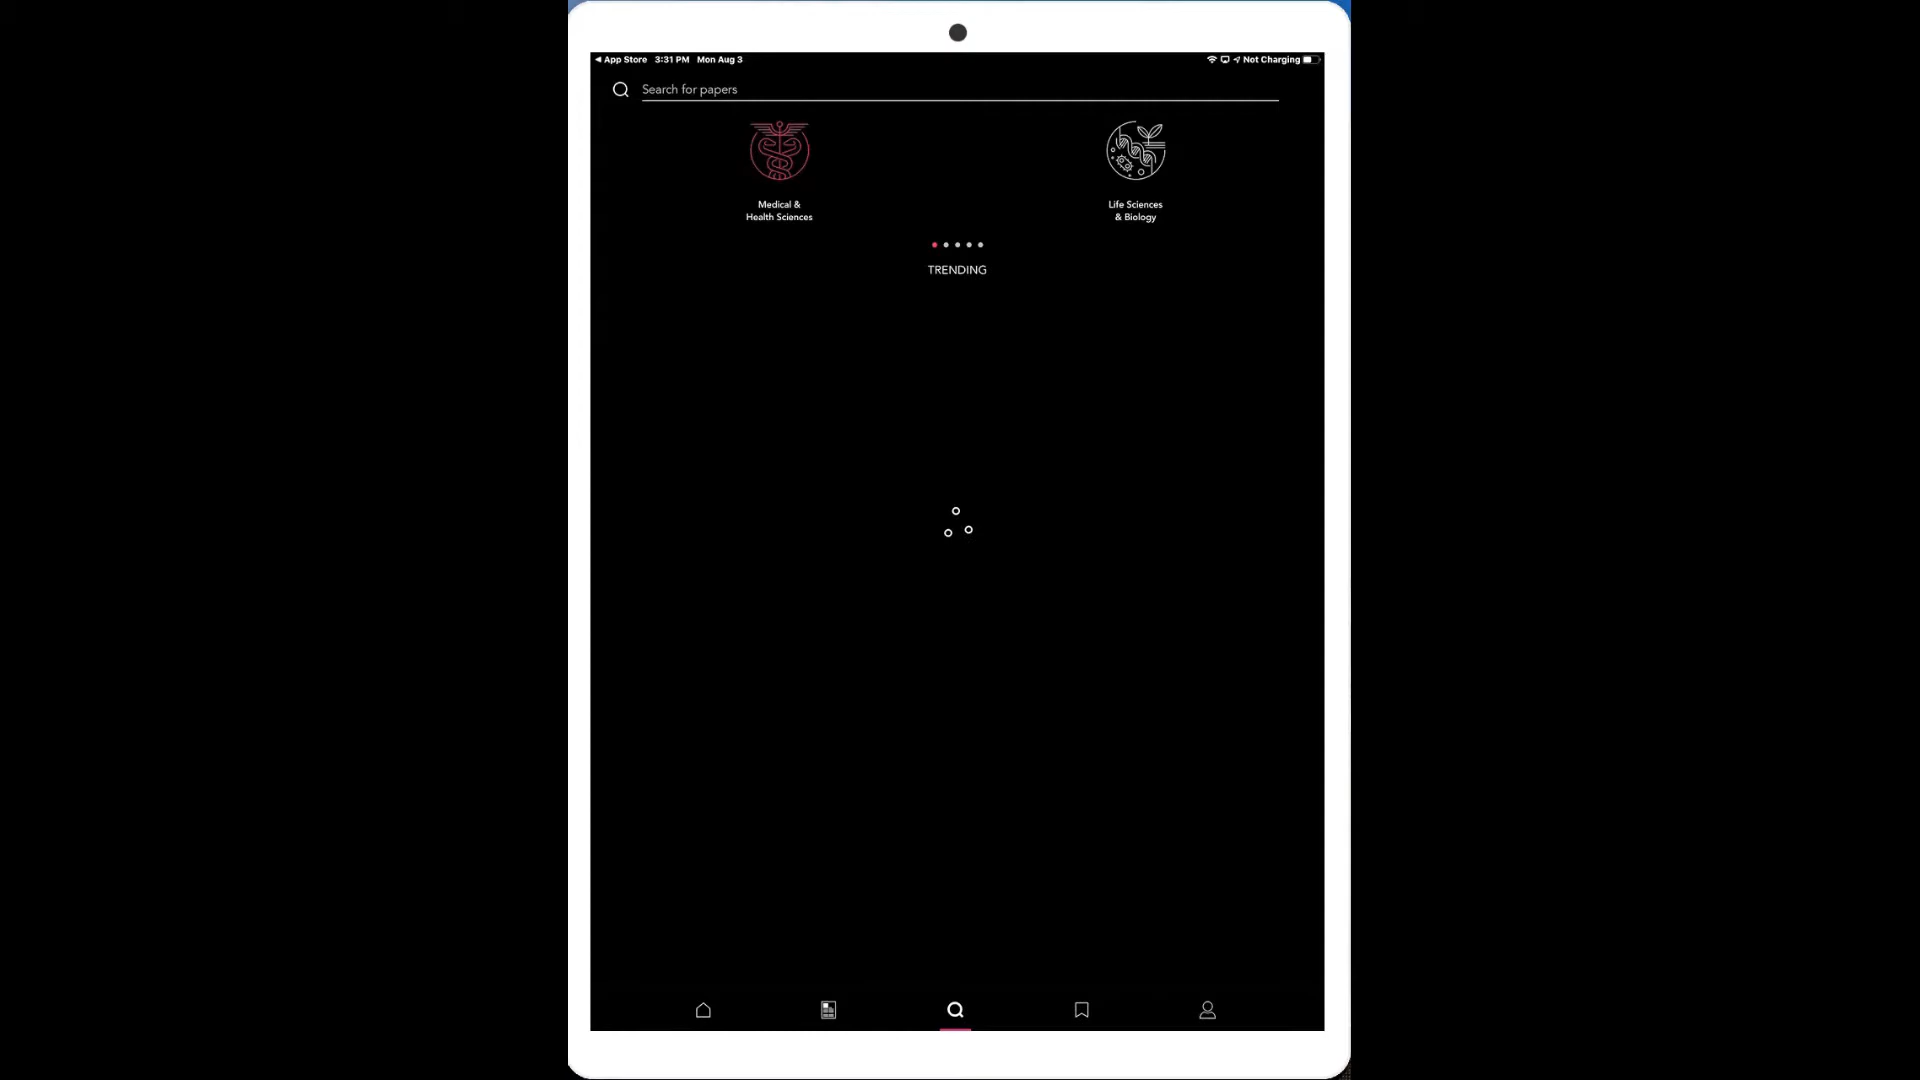 App Store 3:31 PM Mon Aug 3 Not Charging
Search for papers
Medical &
Health Sciences
Life Sciences
& Biology
TRENDING